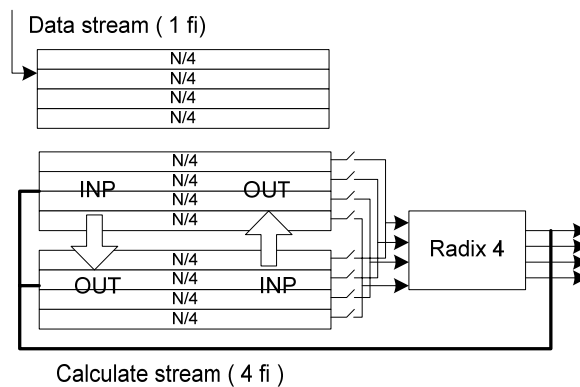 Data stream ( 1 fi)
N/4
N/4
N/4
N/4
N/4
N/4
INP OUT
N/4
N/4
Radix 4
N/4
N/4
OUT INP
N/4
N/4
Calculate stream ( 4 fi )